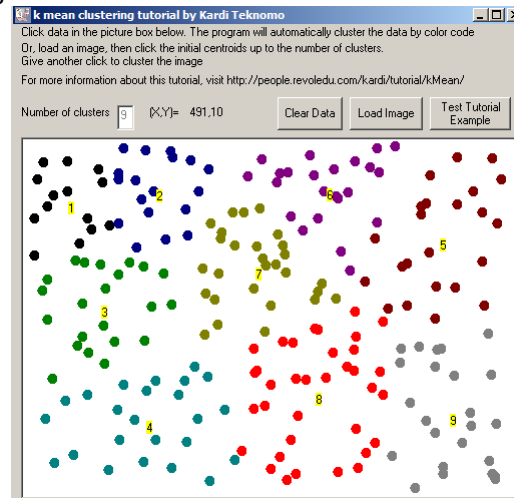 k mean clustering tutorial by Kardi Teknomo
Click data in the picture box below. The program will automatically cluster the data by color code
Or, load an image, then click the initial centroids up to the number of clusters.
Give another click to cluster the image
For more information about this tutorial, visit http://people.revoledu.com/kardi/tutorial/kMean/
Number of clusters 9 (X,Y)= 491,10 Clear Data Load Image Test Tutorial Example
1
2
6
5
7
3
8
4
9